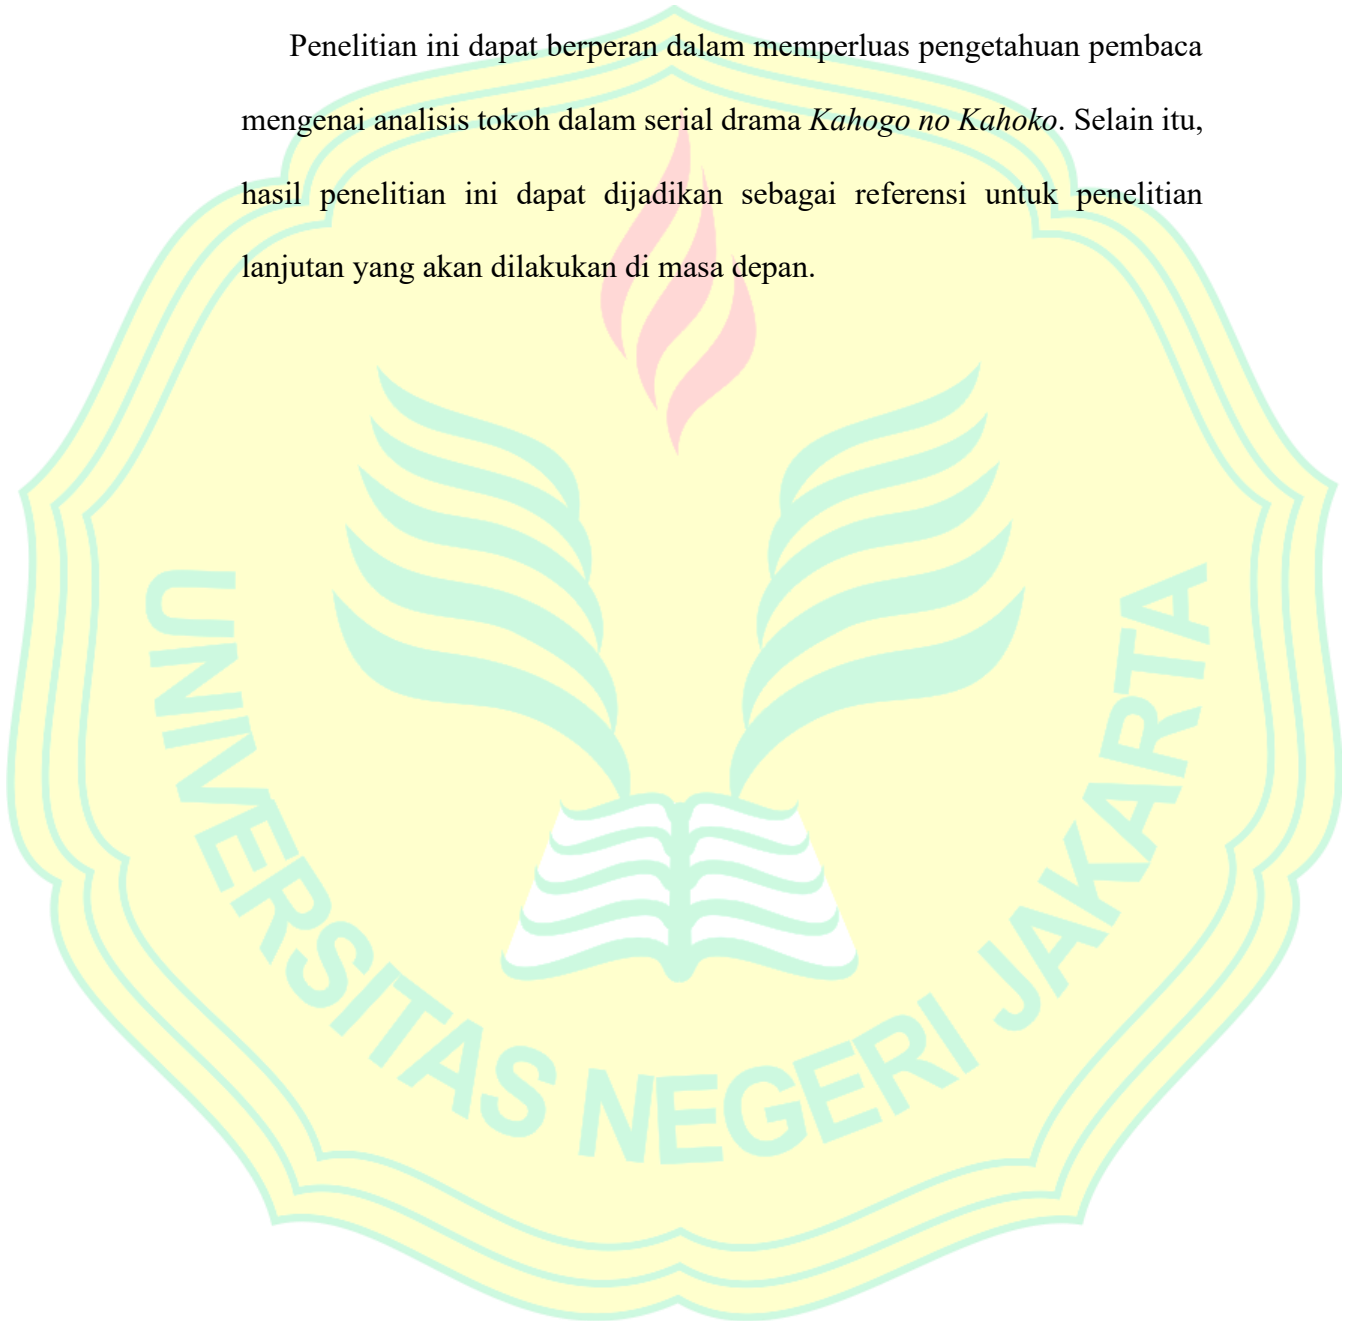 Penelitian ini dapat berperan dalam memperluas pengetahuan pembaca
mengenai analisis tokoh dalam serial drama Kahogo no Kahoko. Selain itu,
hasil penelitian ini dapat dijadikan sebagai referensi untuk penelitian
lanjutan yang akan dilakukan di masa depan.
UNIVERSITAS NEGERI JAKARTA